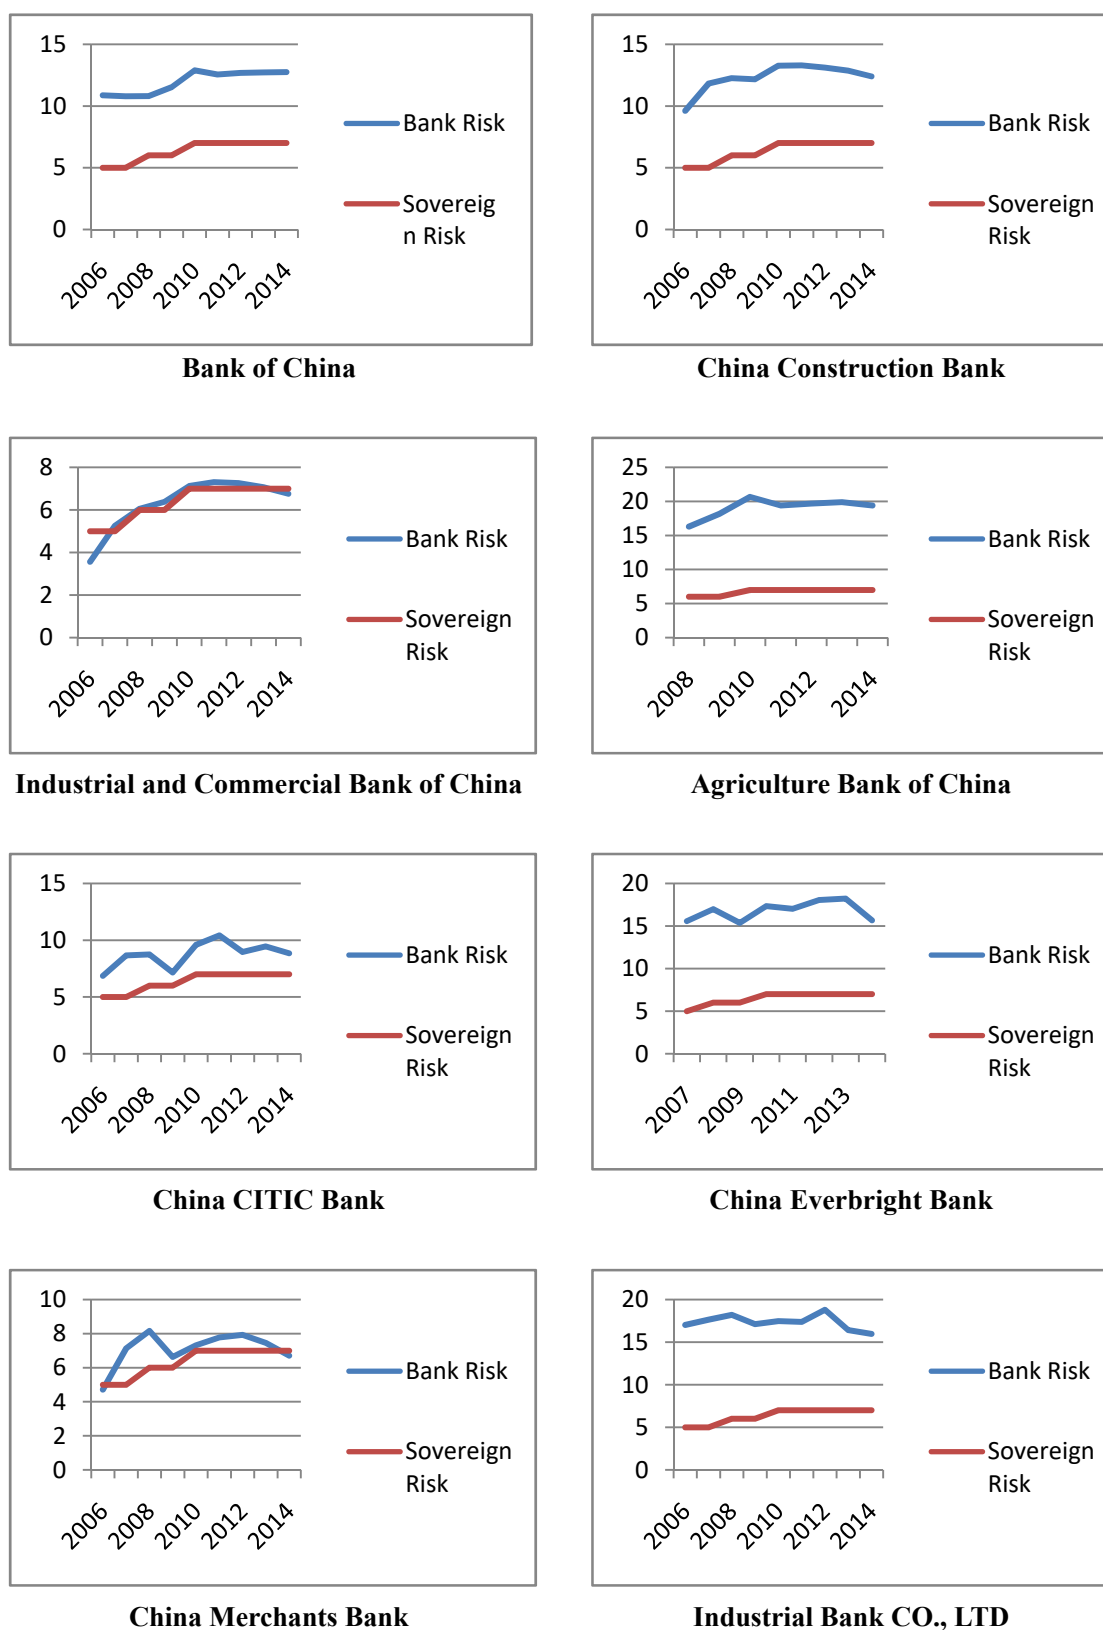 15
10
5
0
2006
2008
2010
2012
2014
Bank Risk
Sovereig
n Risk
Bank of China
15
10
5
0
2006
2008
2010
2012
2014
Bank Risk
Sovereign
Risk
China Construction Bank
8
6
4
2
0
2006
2008
2010
2012
2014
Bank Risk
Sovereign
Risk
Industrial and Commercial Bank of China
25
20
15
10
5
0
2008
2010
2012
2014
Bank Risk
Sovereign
Risk
Agriculture Bank of China
15
10
5
0
2006
2008
2010
2012
2014
Bank Risk
Sovereign
Risk
China CITIC Bank
20
15
10
5
0
2007
2009
2011
2013
Bank Risk
Sovereign
Risk
China Everbright Bank
10
8
6
4
2
0
2006
2008
2010
2012
2014
Bank Risk
Sovereign
Risk
China Merchants Bank
20
15
10
5
0
2006
2008
2010
2012
2014
Bank Risk
Sovereign
Risk
Industrial Bank CO., LTD